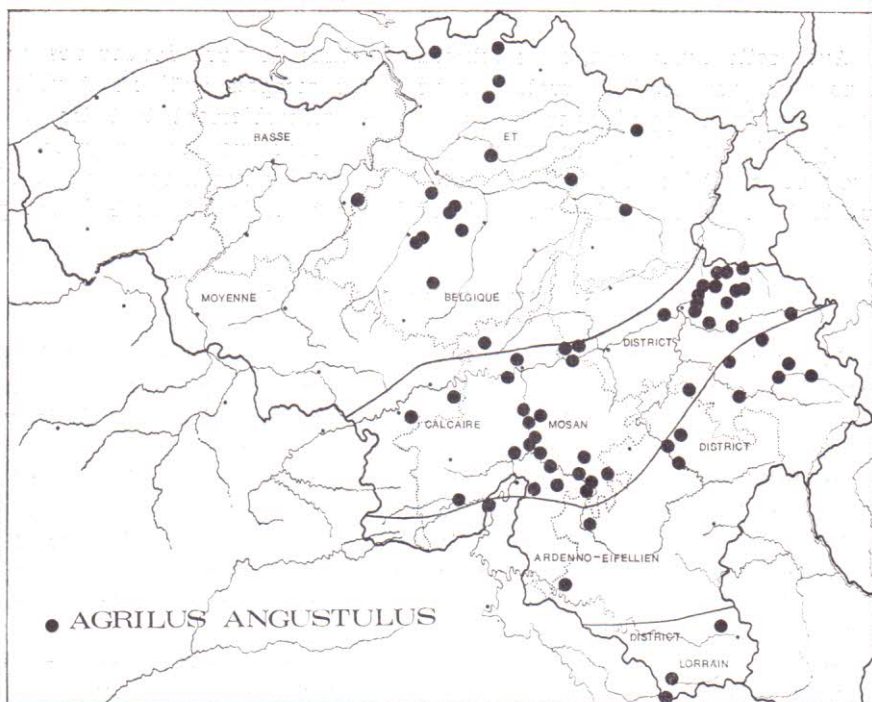 BASSE ET
MOYENNE BELGIQUE
DISTRICT
CALCAIRE MOSAN
DISTRICT
ARDENNO-EIFELLIEN
● AGRILUS ANGUSTULUS
DISTRICT
LORRAIN